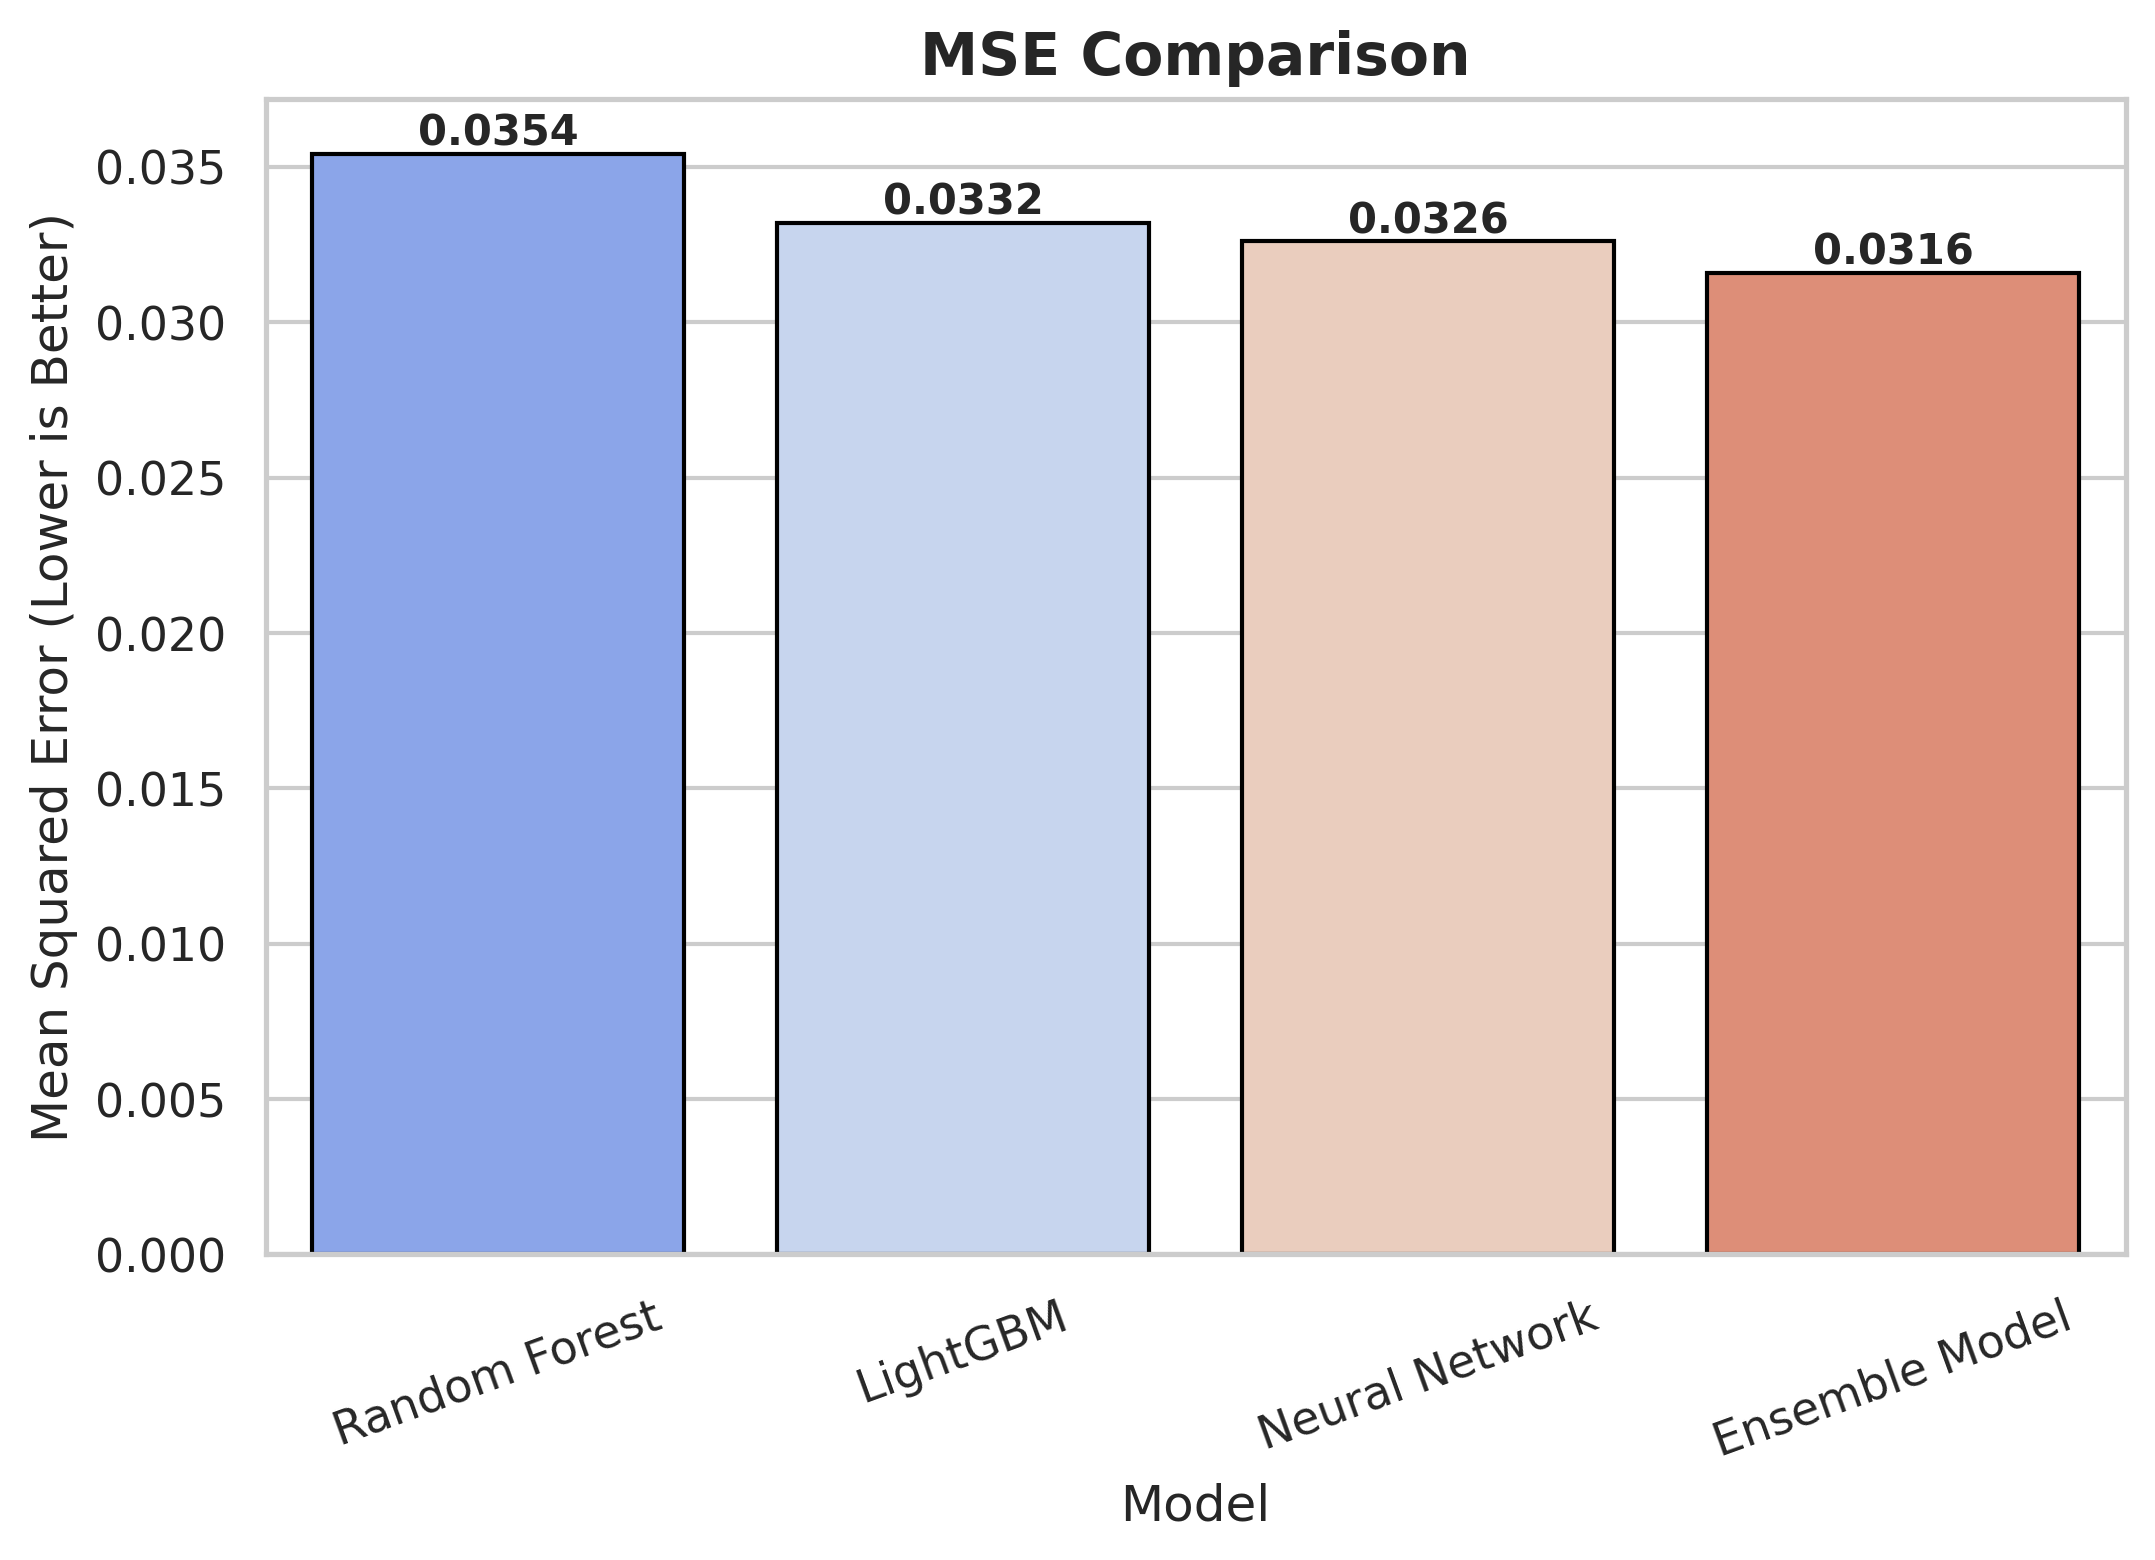 MSE Comparison
Mean Squared Error (Lower is Better)
0.035
0.030
0.025
0.020
0.015
0.010
0.005
0.000
0.0354
0.0332
0.0326
0.0316
Random Forest
LightGBM
Neural Network
Ensemble Model
Model